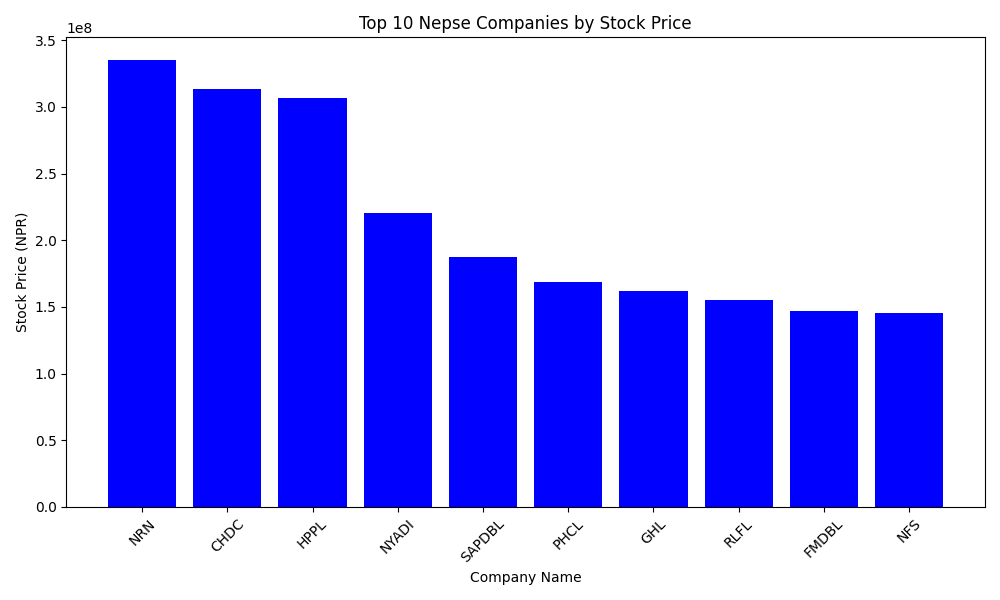 Top 10 Nepse Companies by Stock Price
1e8
3.5
3.0
2.5
2.0
1.5
1.0
0.5
0.0
Stock Price (NPR)
NRN
CHDC
HPPL
NYADI
SAPDBL
PHCL
GHL
RLFL
FMDBL
NFS
Company Name